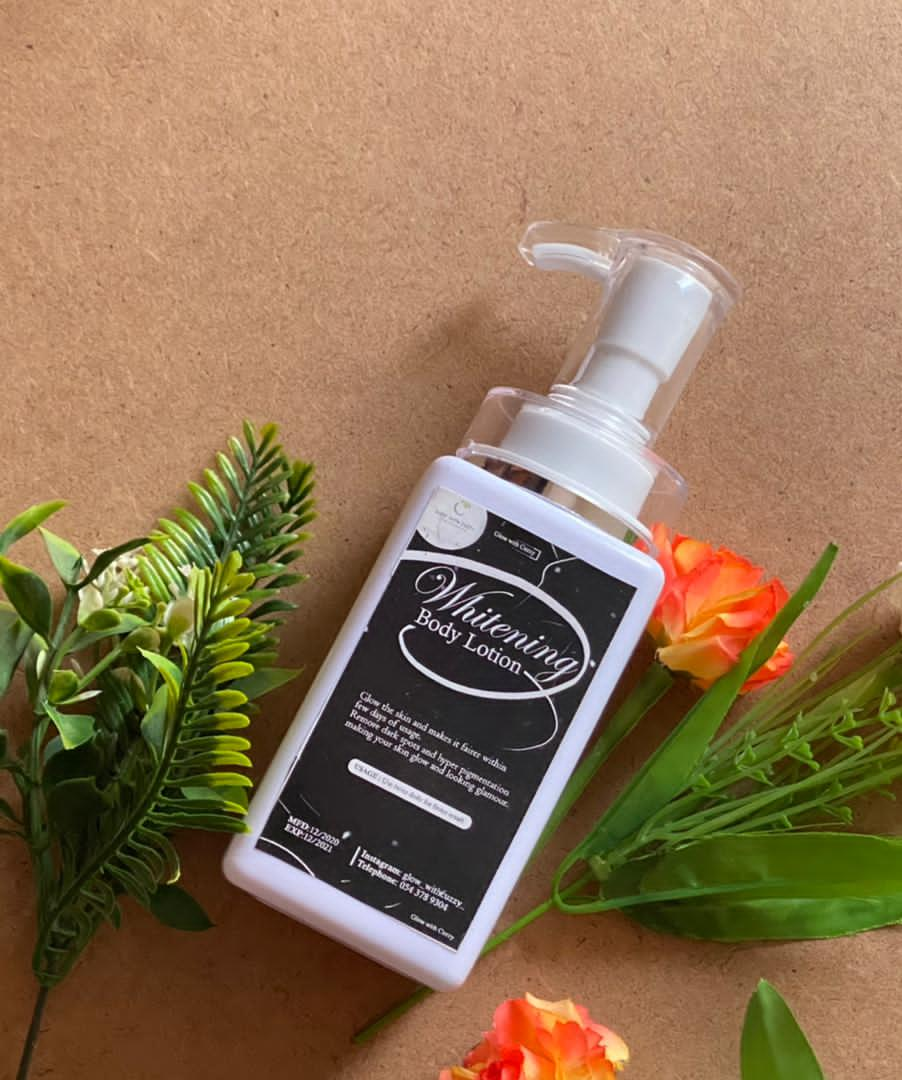 Glow with Cuzzy
Whitening
Body Lotion
Glow the skin and makes it fairer within
few days of usage.
Remove dark spots and hyper pigmentation
making your skin glow and looking glamour.
USAGE : Use twice daily for faster result
MFD:12/2020
EXP:12/2021
Instagram: glow_withcuzzy_
Telephone: 054 378 9304
Glow with Cuzzy